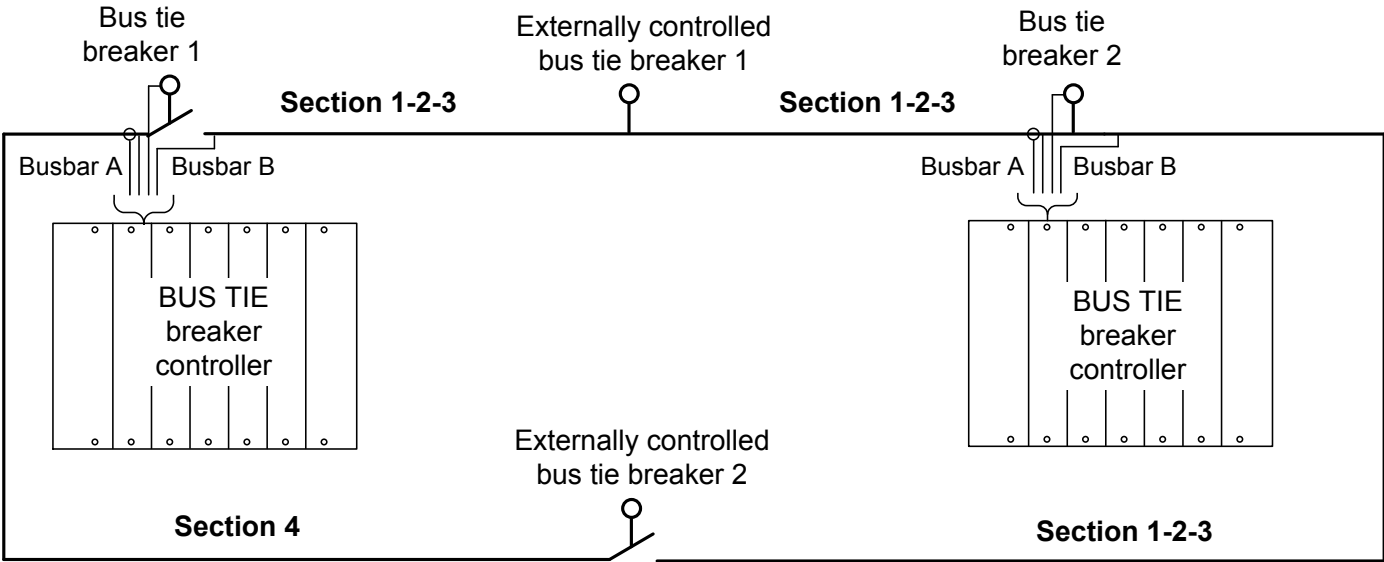 Bus tie
breaker 1
Externally controlled
bus tie breaker 1
Bus tie
breaker 2
Section 1-2-3
Section 1-2-3
Busbar A
Busbar B
Busbar A
Busbar B
BUS TIE
breaker
controller
BUS TIE
breaker
controller
Externally controlled
bus tie breaker 2
Section 4
Section 1-2-3